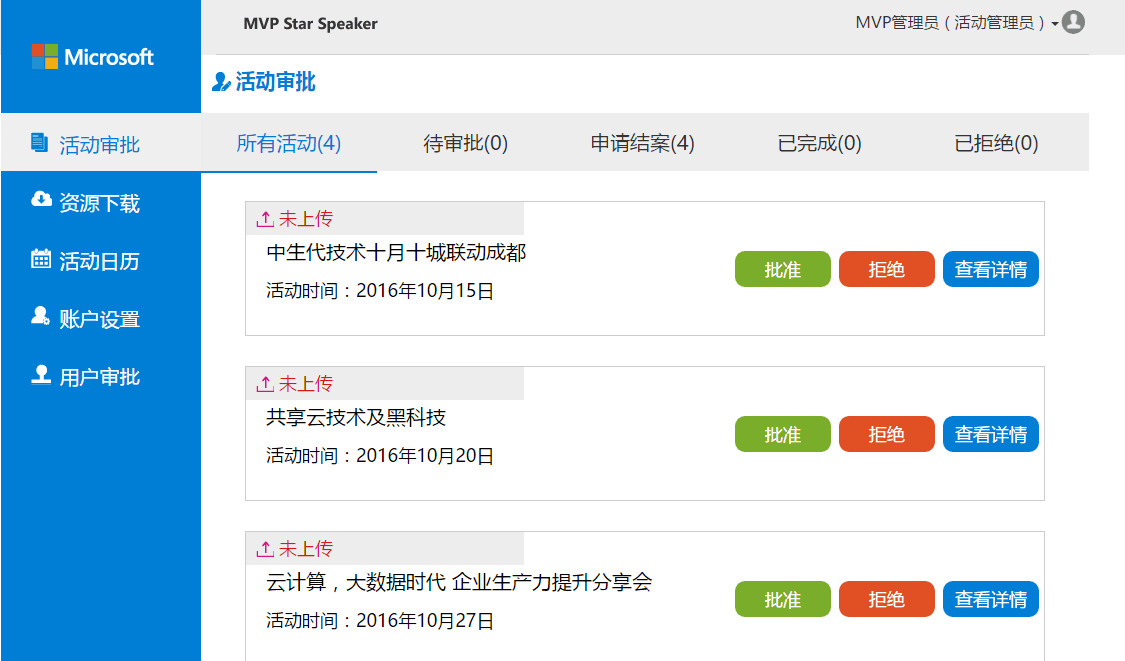 MVP Star Speaker
MVP管理员（活动管理员）
Microsoft
活动审批
活动审批
资源下载
活动日历
账户设置
用户审批
所有活动(4) 待审批(0) 申请结案(4) 已完成(0) 已拒绝(0)
未上传
中生代技术十月十城联动成都
活动时间：2016年10月15日
批准 拒绝 查看详情
未上传
共享云技术及黑科技
活动时间：2016年10月20日
批准 拒绝 查看详情
未上传
云计算，大数据时代 企业生产力提升分享会
活动时间：2016年10月27日
批准 拒绝 查看详情